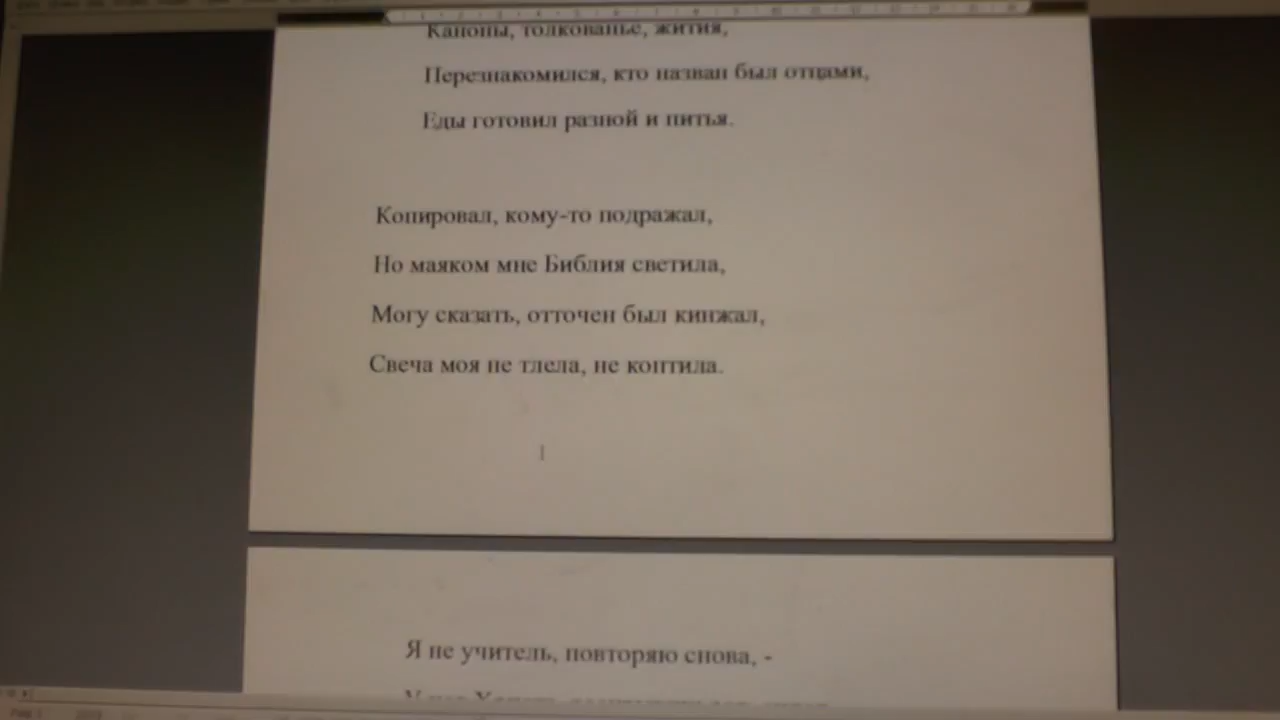 Каноны, толкованье, жития,
Перезнакомился, кто назван был отцами,
Еды готовил разной и питья.
Копировал, кому-то подражал,
Но маяком мне Библия светила,
Могу сказать, отточен был кинжал,
Свеча моя не тлела, не коптила.
Я не учитель, повторяю снова, -